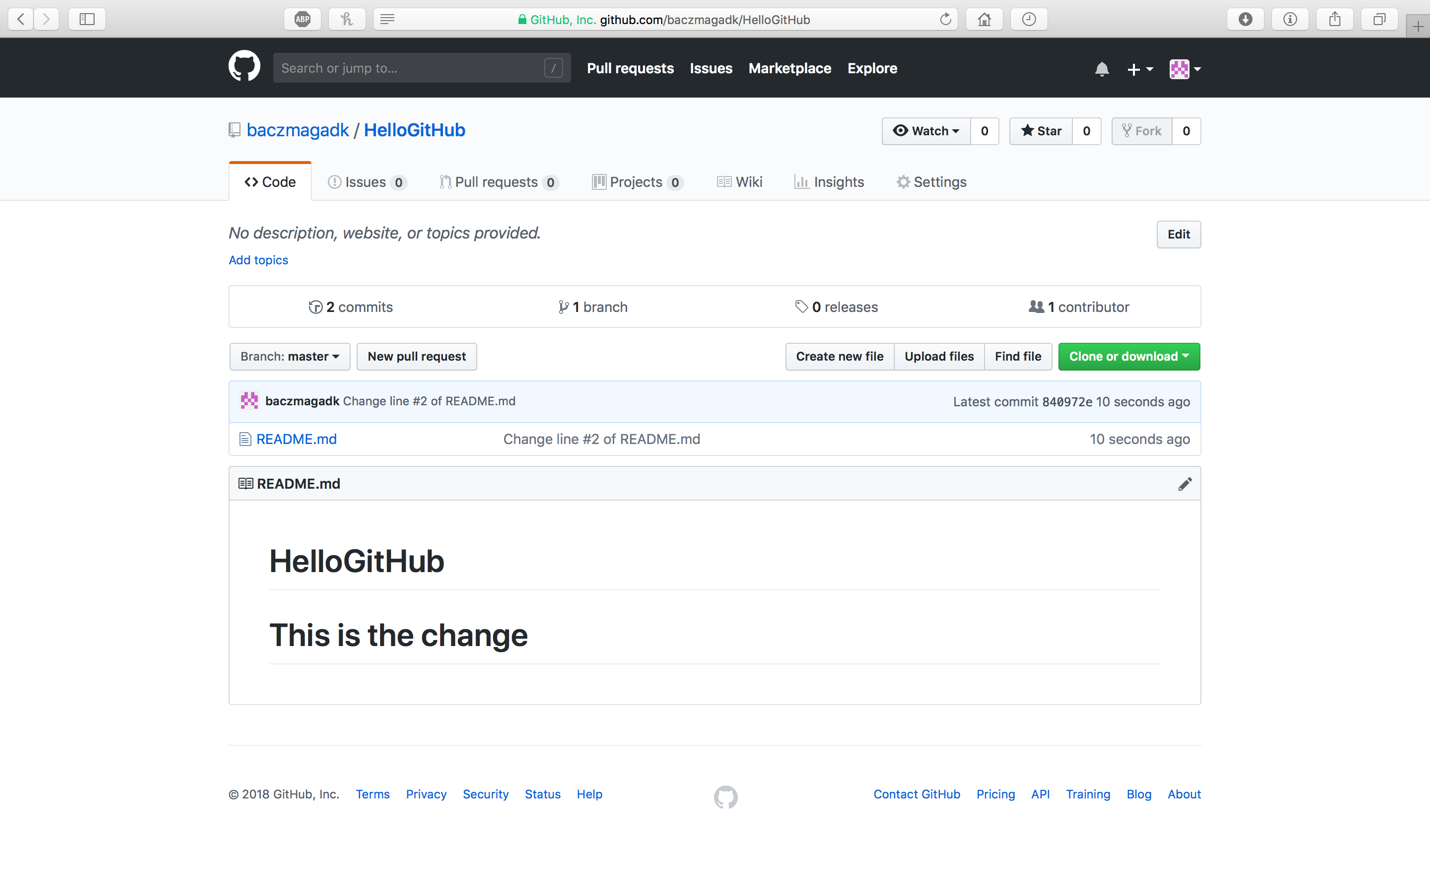 ABP
GitHub, Inc. github.com/baczmagadk/HelloGitHub
Search or jump to...
/
Pull requests
Issues
Marketplace
Explore
baczmagadk / HelloGitHub
Watch
0
Star
0
Fork
0
Code
Issues 0
Pull requests 0
Projects 0
Wiki
Insights
Settings
No description, website, or topics provided.
Edit
Add topics
2 commits
1 branch
0 releases
1 contributor
Branch: master
New pull request
Create new file
Upload files
Find file
Clone or download
baczmagadk Change line #2 of README.md
Latest commit 840972e 10 seconds ago
README.md
Change line #2 of README.md
10 seconds ago
README.md
HelloGitHub
This is the change
© 2018 GitHub, Inc.
Terms
Privacy
Security
Status
Help
Contact GitHub
Pricing
API
Training
Blog
About